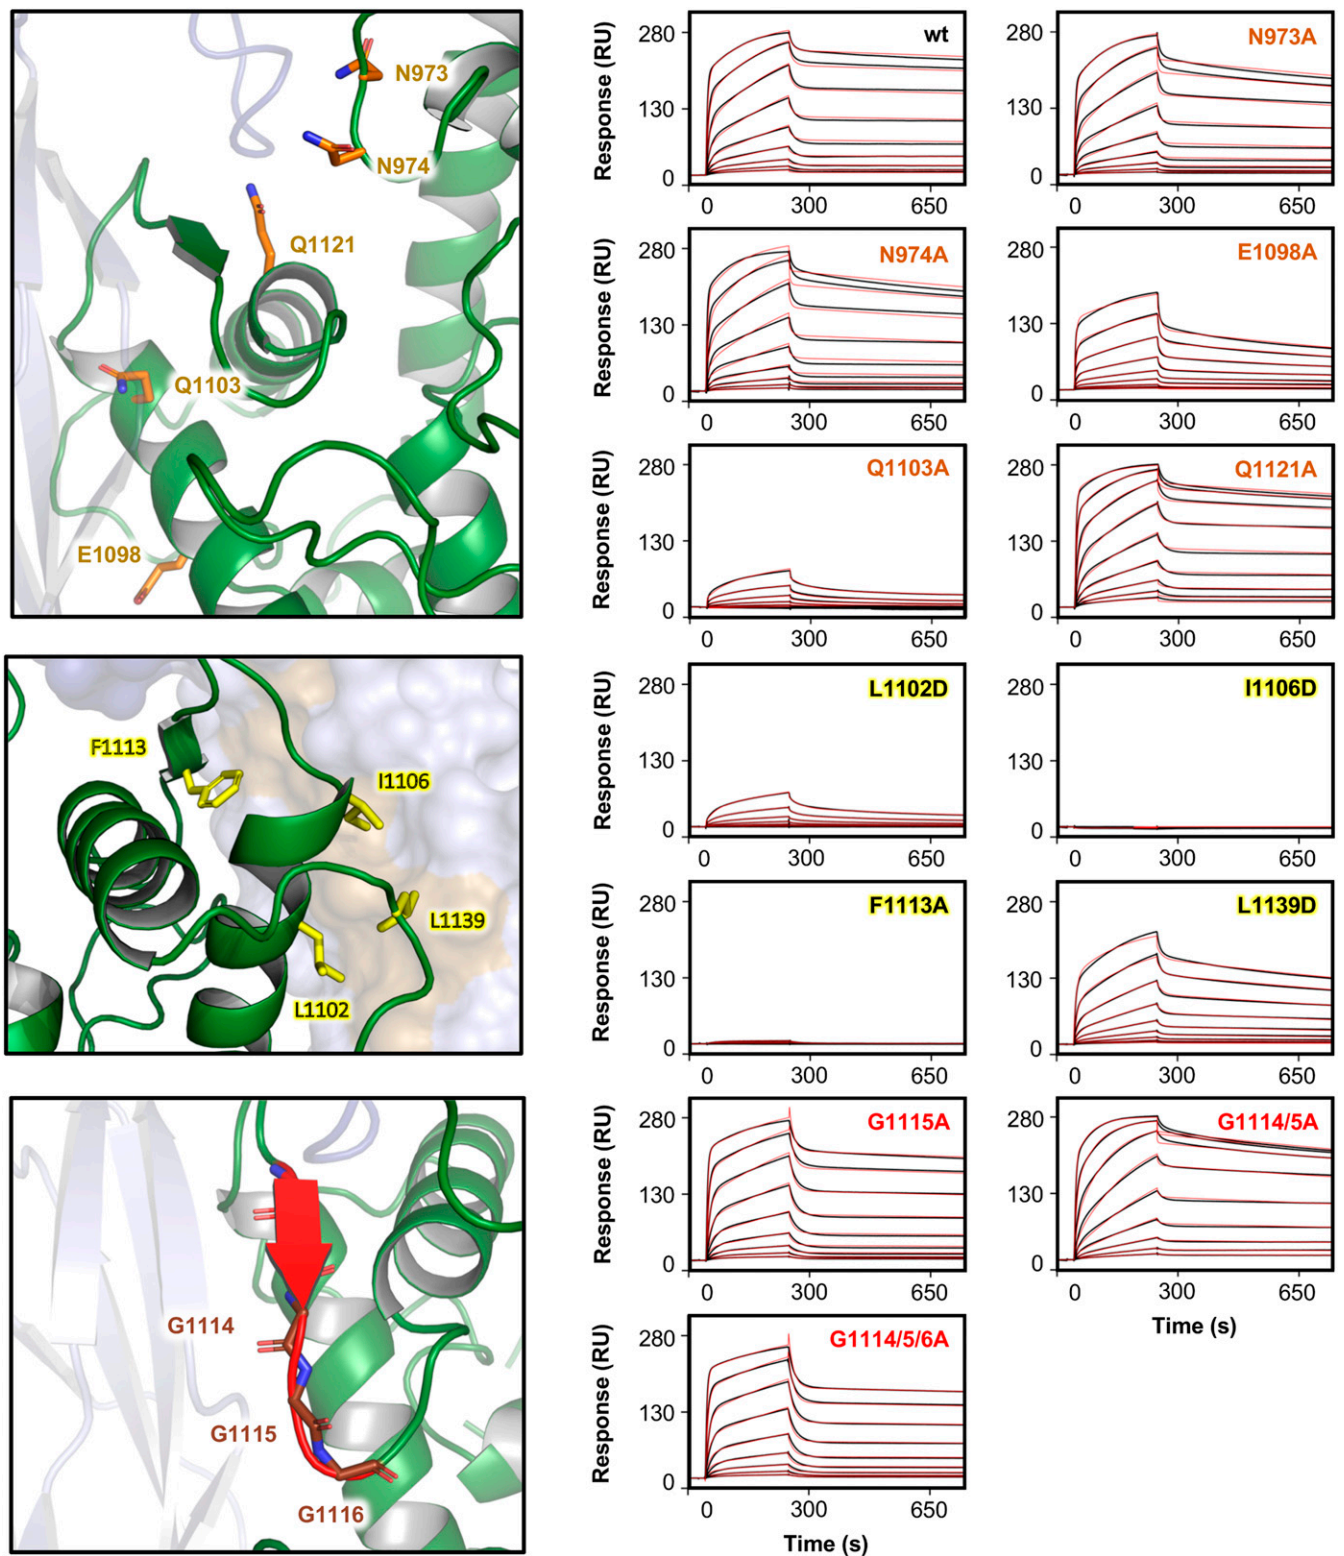 N973
N974
Q1121
Q1103
E1098
F1113
I1106
L1139
L1102
G1114
G1115
G1116
Response (RU)
280
130
0
wt
0 300 650
280
130
0
N973A
0 300 650
Response (RU)
280
130
0
N974A
0 300 650
280
130
0
E1098A
0 300 650
Response (RU)
280
130
0
Q1103A
0 300 650
280
130
0
Q1121A
0 300 650
Response (RU)
280
130
0
L1102D
0 300 650
280
130
0
I1106D
0 300 650
Response (RU)
280
130
0
F1113A
0 300 650
280
130
0
L1139D
0 300 650
Response (RU)
280
130
0
G1115A
0 300 650
280
130
0
G1114/5A
0 300 650
Time (s)
Response (RU)
280
130
0
G1114/5/6A
0 300 650
Time (s)